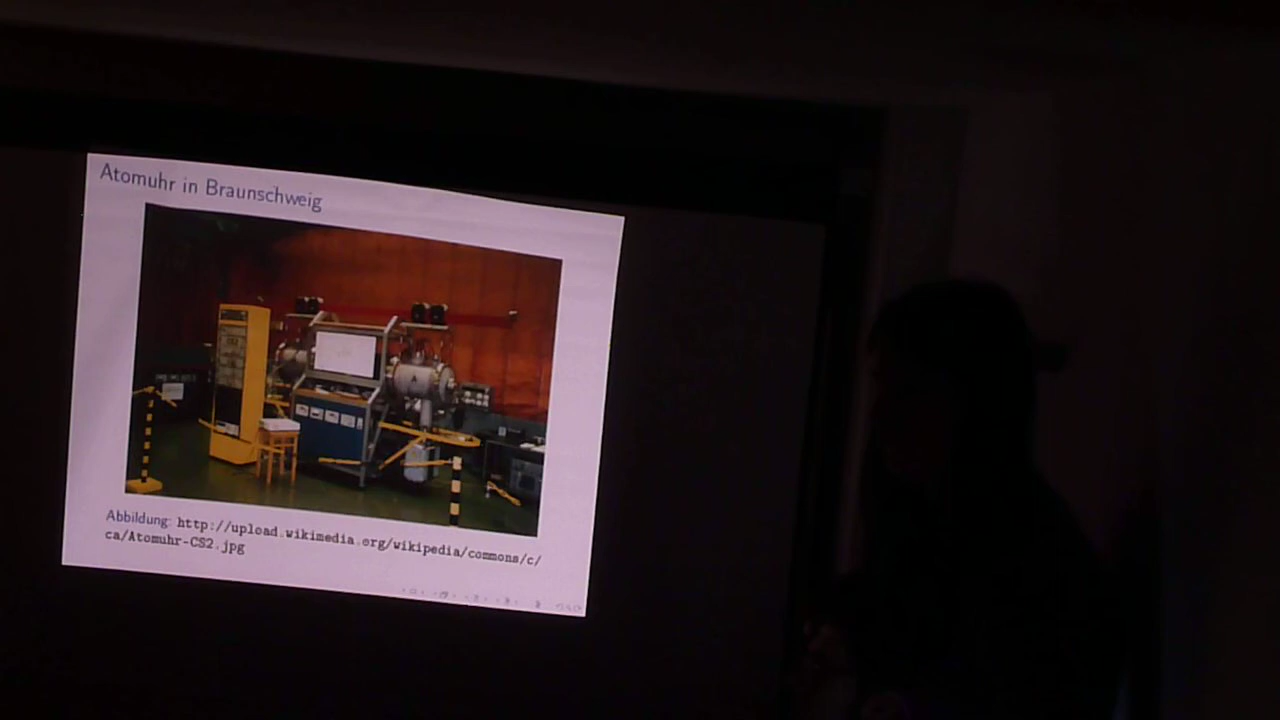 Atomuhr in Braunschweig
Abbildung: http://upload.wikimedia.org/wikipedia/commons/c/
ca/Atomuhr-CS2.jpg